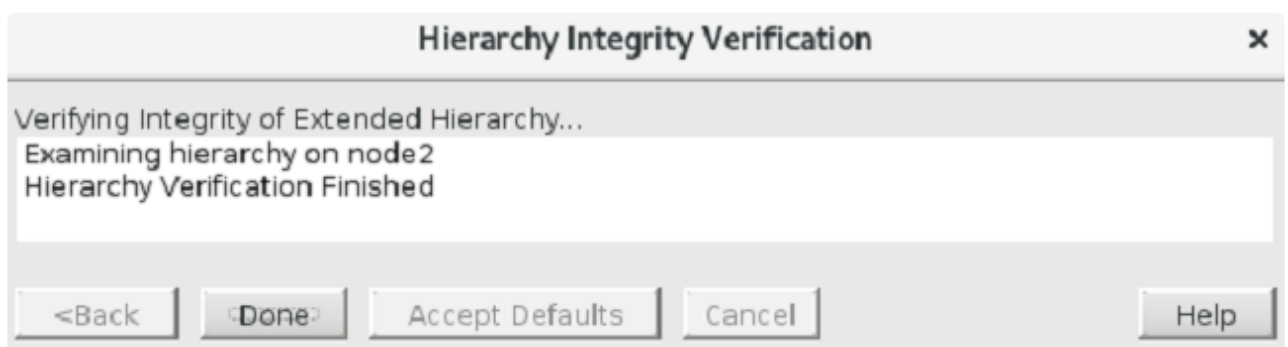 Hierarchy Integrity Verification
Verifying Integrity of Extended Hierarchy...
Examining hierarchy on node2
Hierarchy Verification Finished
<Back Done Accept Defaults Cancel Help